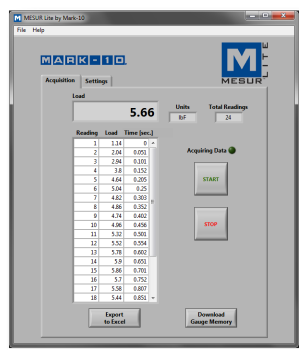 MESUR Lite by Mark-10
File Help
MARK-10
M
MESUR
LITE
Acquisition Settings
Load
5.66
Units
lbF
Total Readings
24
Reading Load Time (sec.)
1 1.14 0
2 2.04 0.051
3 2.94 0.101
4 3.8 0.152
5 4.64 0.205
6 5.04 0.25
7 4.82 0.303
8 4.86 0.352
9 4.74 0.402
10 4.96 0.456
11 5.32 0.501
12 5.52 0.554
13 5.78 0.602
14 5.9 0.651
15 5.86 0.701
16 5.7 0.752
17 5.58 0.807
18 5.44 0.851
Acquiring Data
START
STOP
Export
to Excel
Download
Gauge Memory